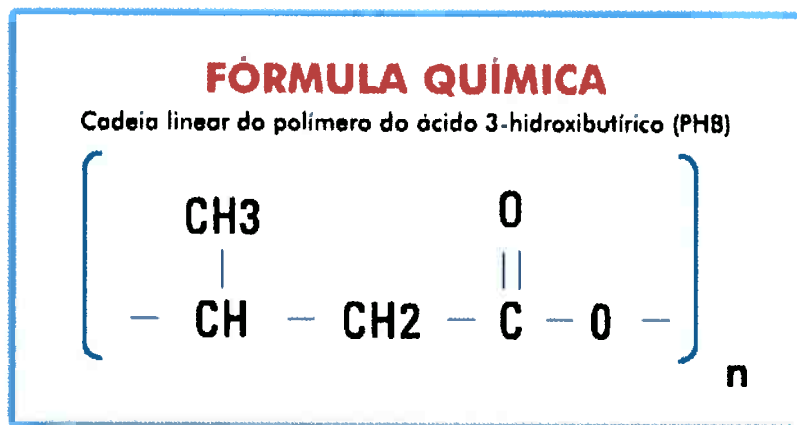 FÓRMULA QUÍMICA
Cadeia linear do polímero do ácido 3-hidroxibutírico (PHB)
CH3 O
CH CH2 C O
n